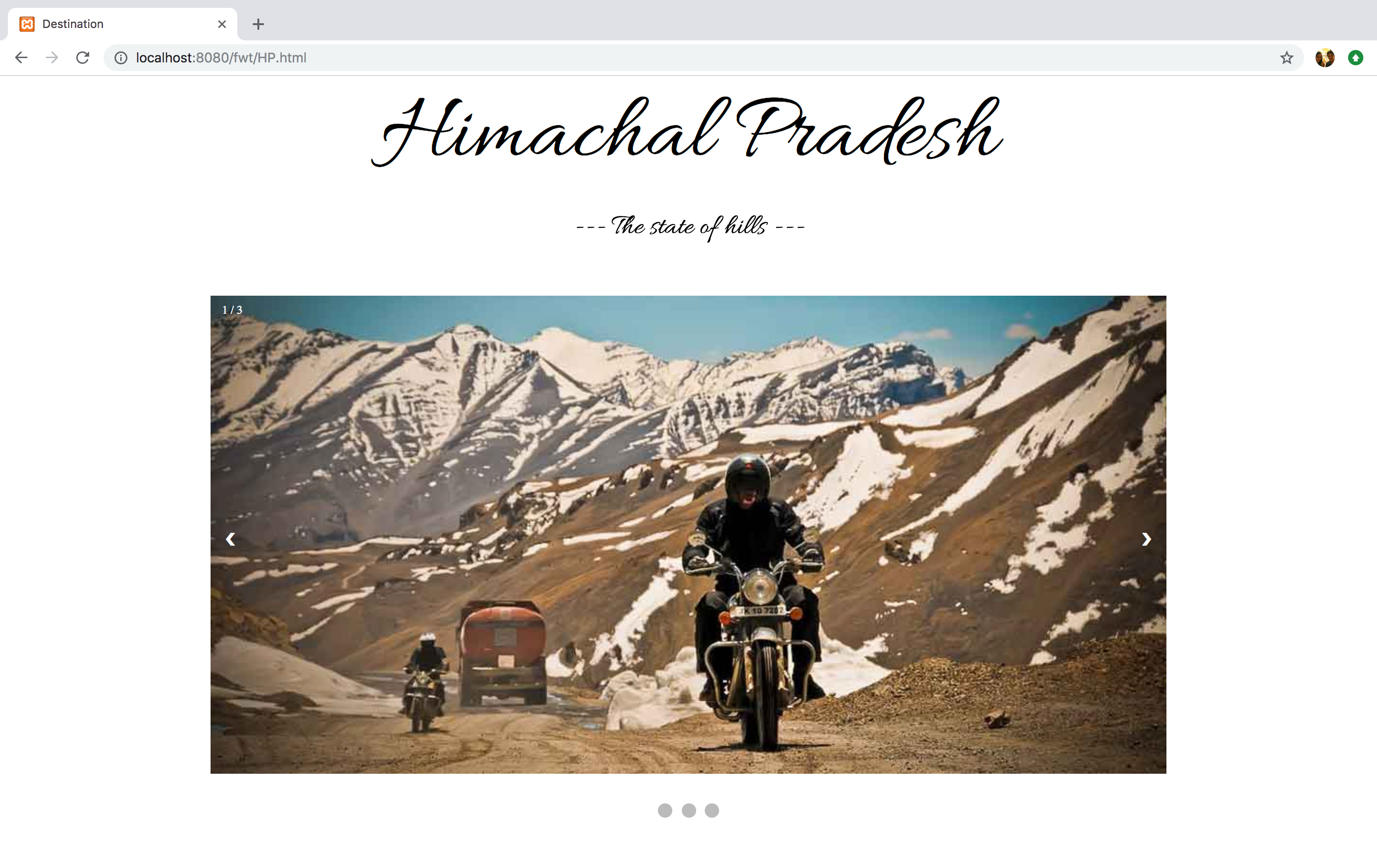 Destination
localhost:8080/fwt/HP.html
Himachal Pradesh
--- The state of hills ---
1 / 3